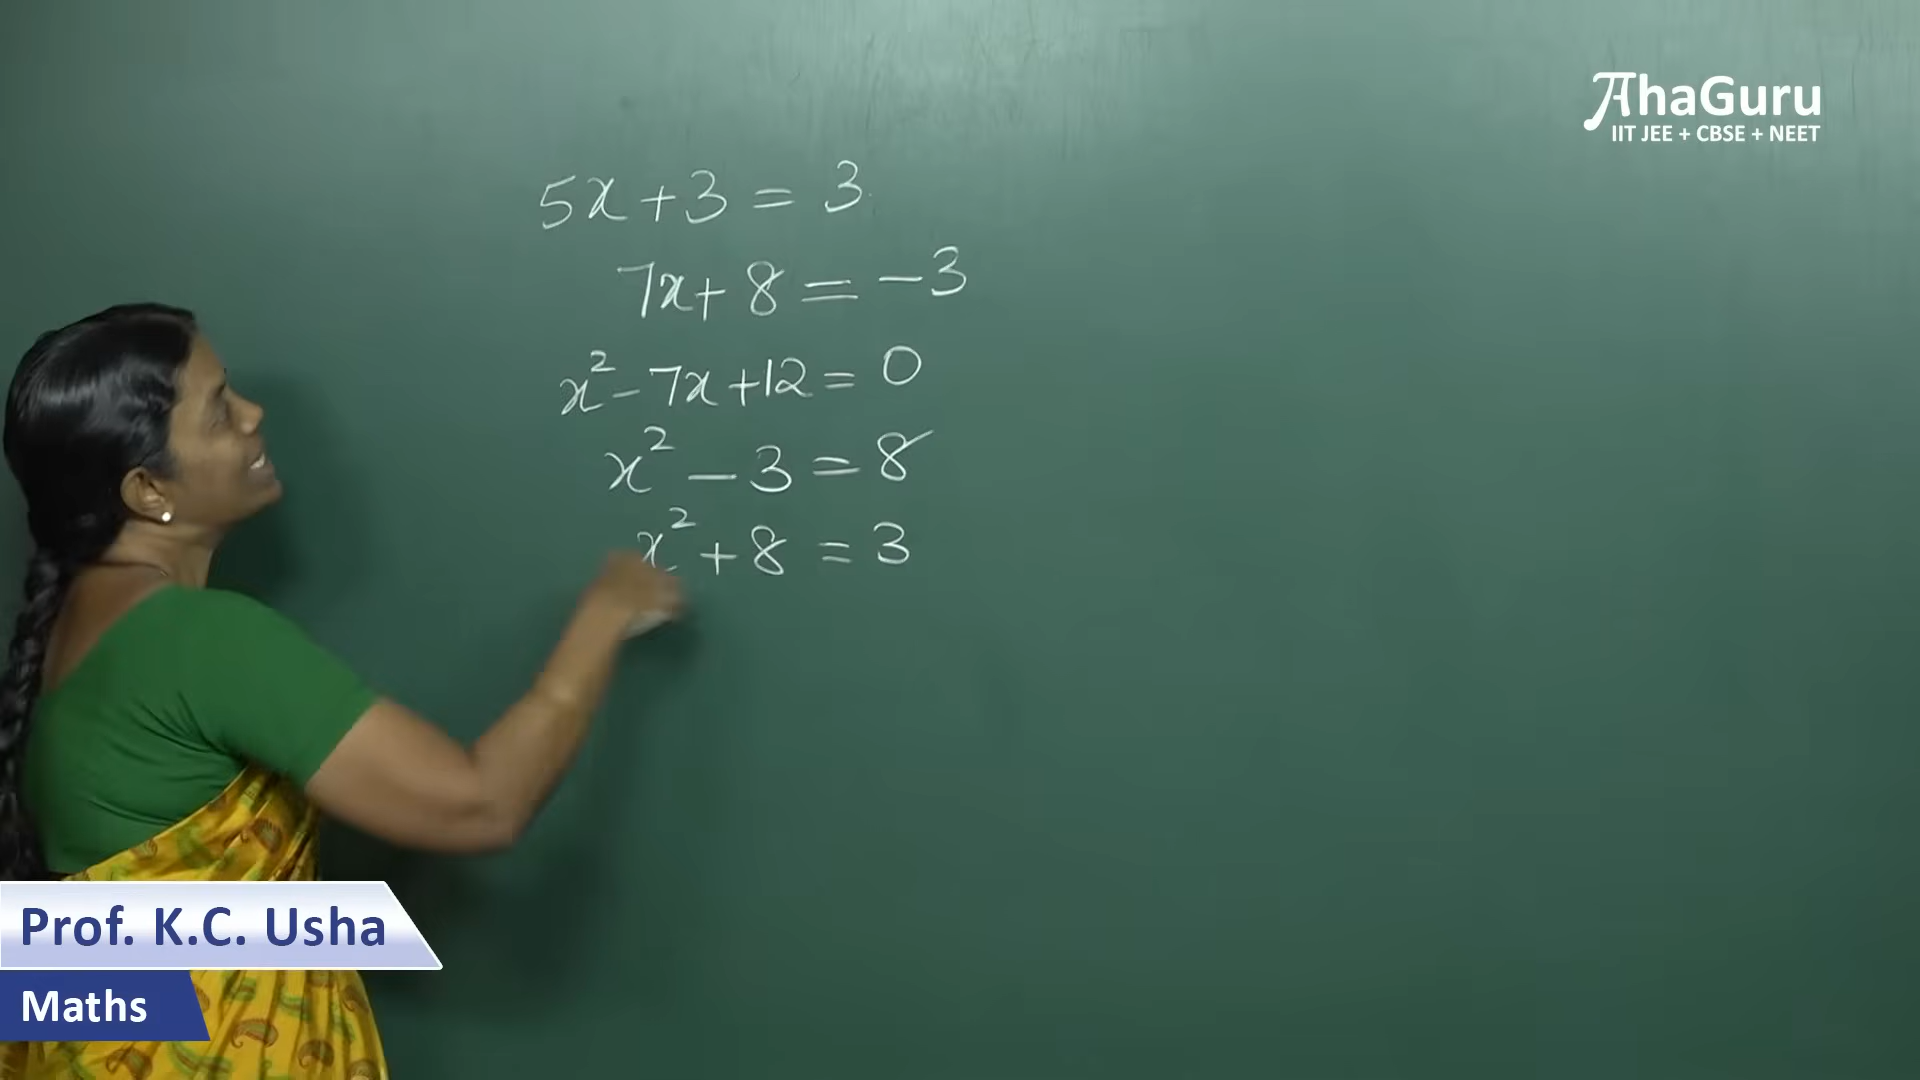 AhaGuru
IIT JEE + CBSE + NEET
5x+3 = 3
7x+8 = -3
x²-7x+12 = 0
x² - 3 = 8
x² + 8 = 3
Prof. K.C. Usha
Maths